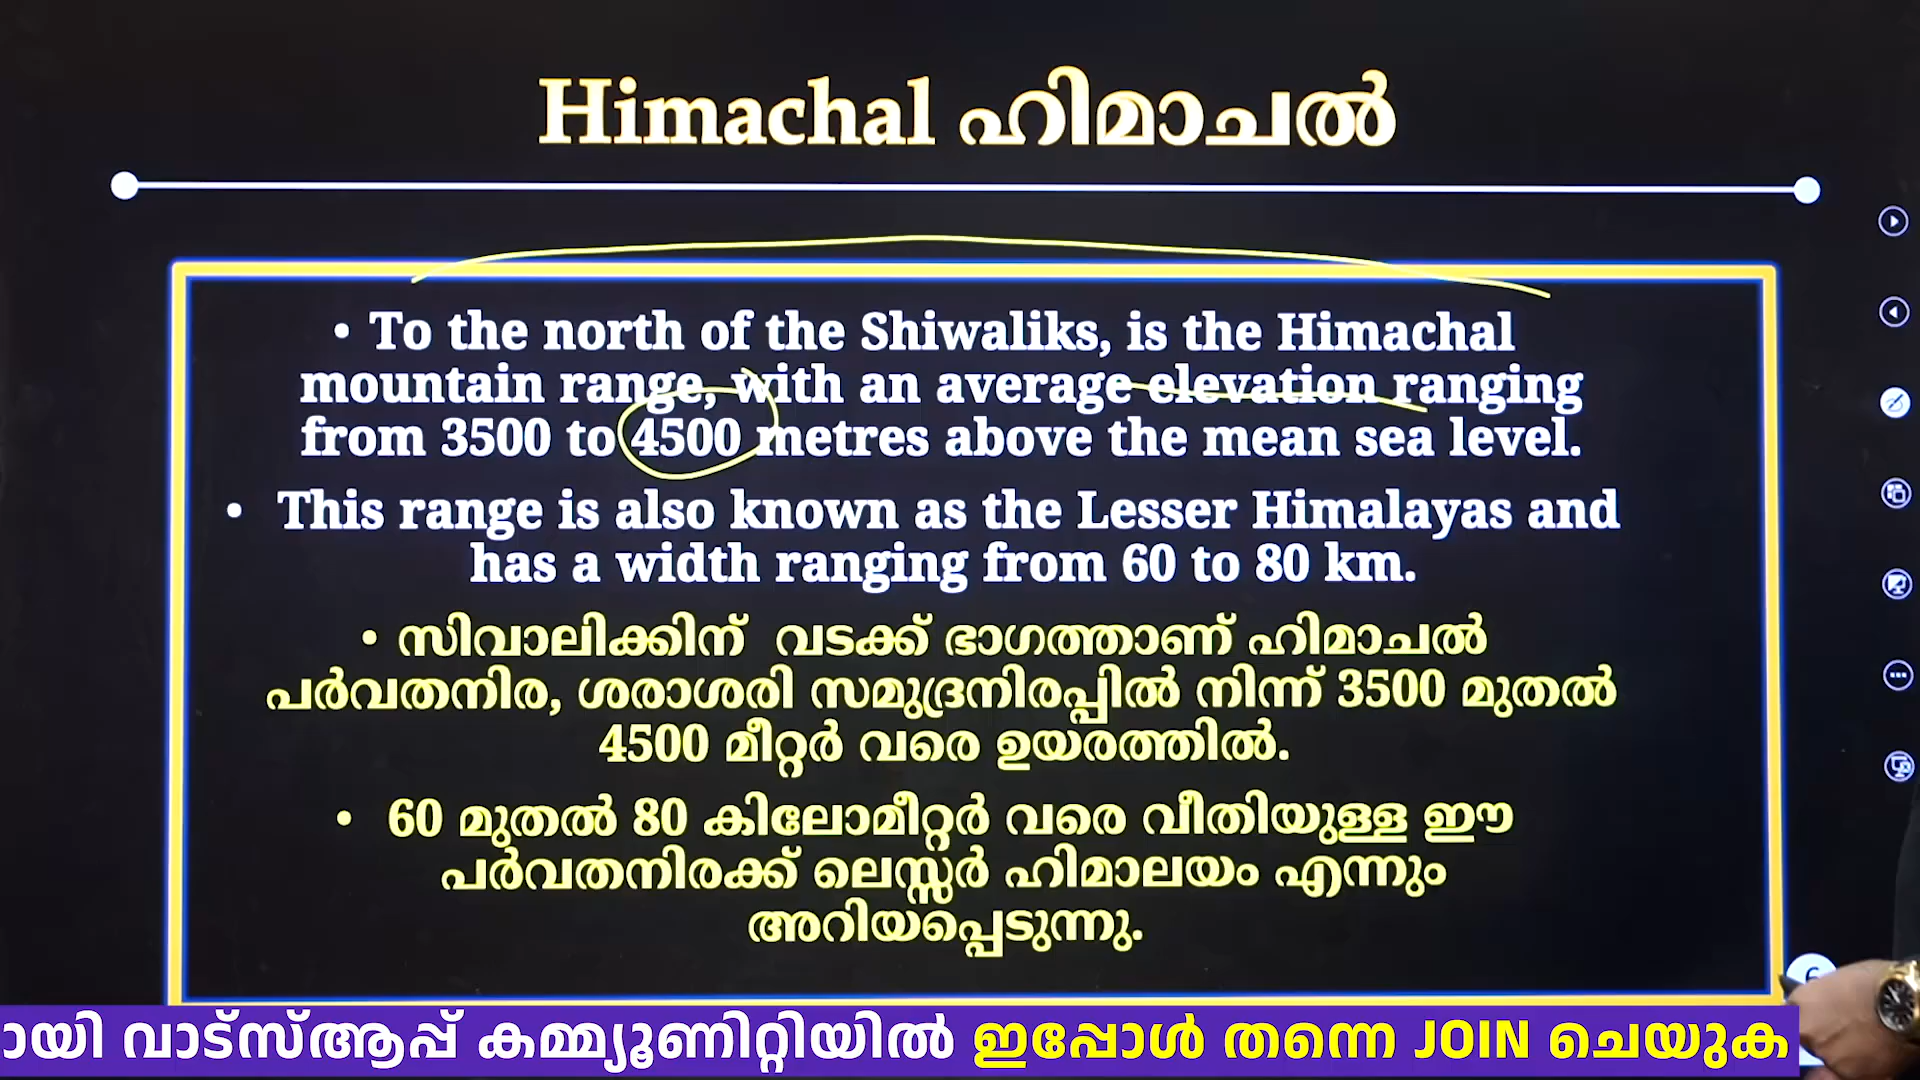 Himachal ഹിമാചൽ
• To the north of the Shiwaliks, is the Himachal
mountain range, with an average elevation ranging
from 3500 to 4500 metres above the mean sea level.
• This range is also known as the Lesser Himalayas and
has a width ranging from 60 to 80 km.
• സിവാലിക്കിന് വടക്ക് ഭാഗത്താണ് ഹിമാചൽ
പർവതനിര, ശരാശരി സമുദ്രനിരപ്പിൽ നിന്ന് 3500 മുതൽ
4500 മീറ്റർ വരെ ഉയരത്തിൽ.
• 60 മുതൽ 80 കിലോമീറ്റർ വരെ വീതിയുള്ള ഈ
പർവതനിരക്ക് ലെസ്സർ ഹിമാലയം എന്നും
അറിയപ്പെടുന്നു.
ായി വാട്സ്ആപ്പ് കമ്മ്യൂണിറ്റിയിൽ ഇപ്പോൾ തന്നെ JOIN ചെയുക